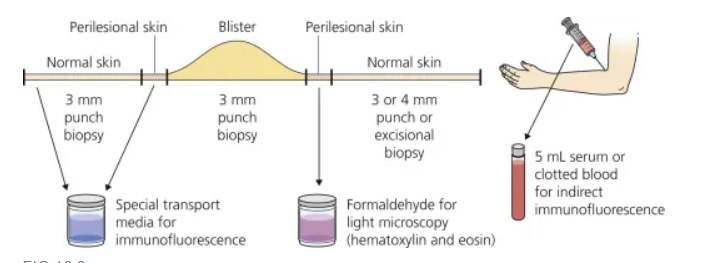 Perilesional skin
Blister
Perilesional skin
Normal skin
Normal skin
3 mm
punch
biopsy
3 mm
punch
biopsy
3 or 4 mm
punch or
excisional
biopsy
Special transport
media for
immunofluorescence
Formaldehyde for
light microscopy
(hematoxylin and eosin)
5 mL serum or
clotted blood
for indirect
immunofluorescence